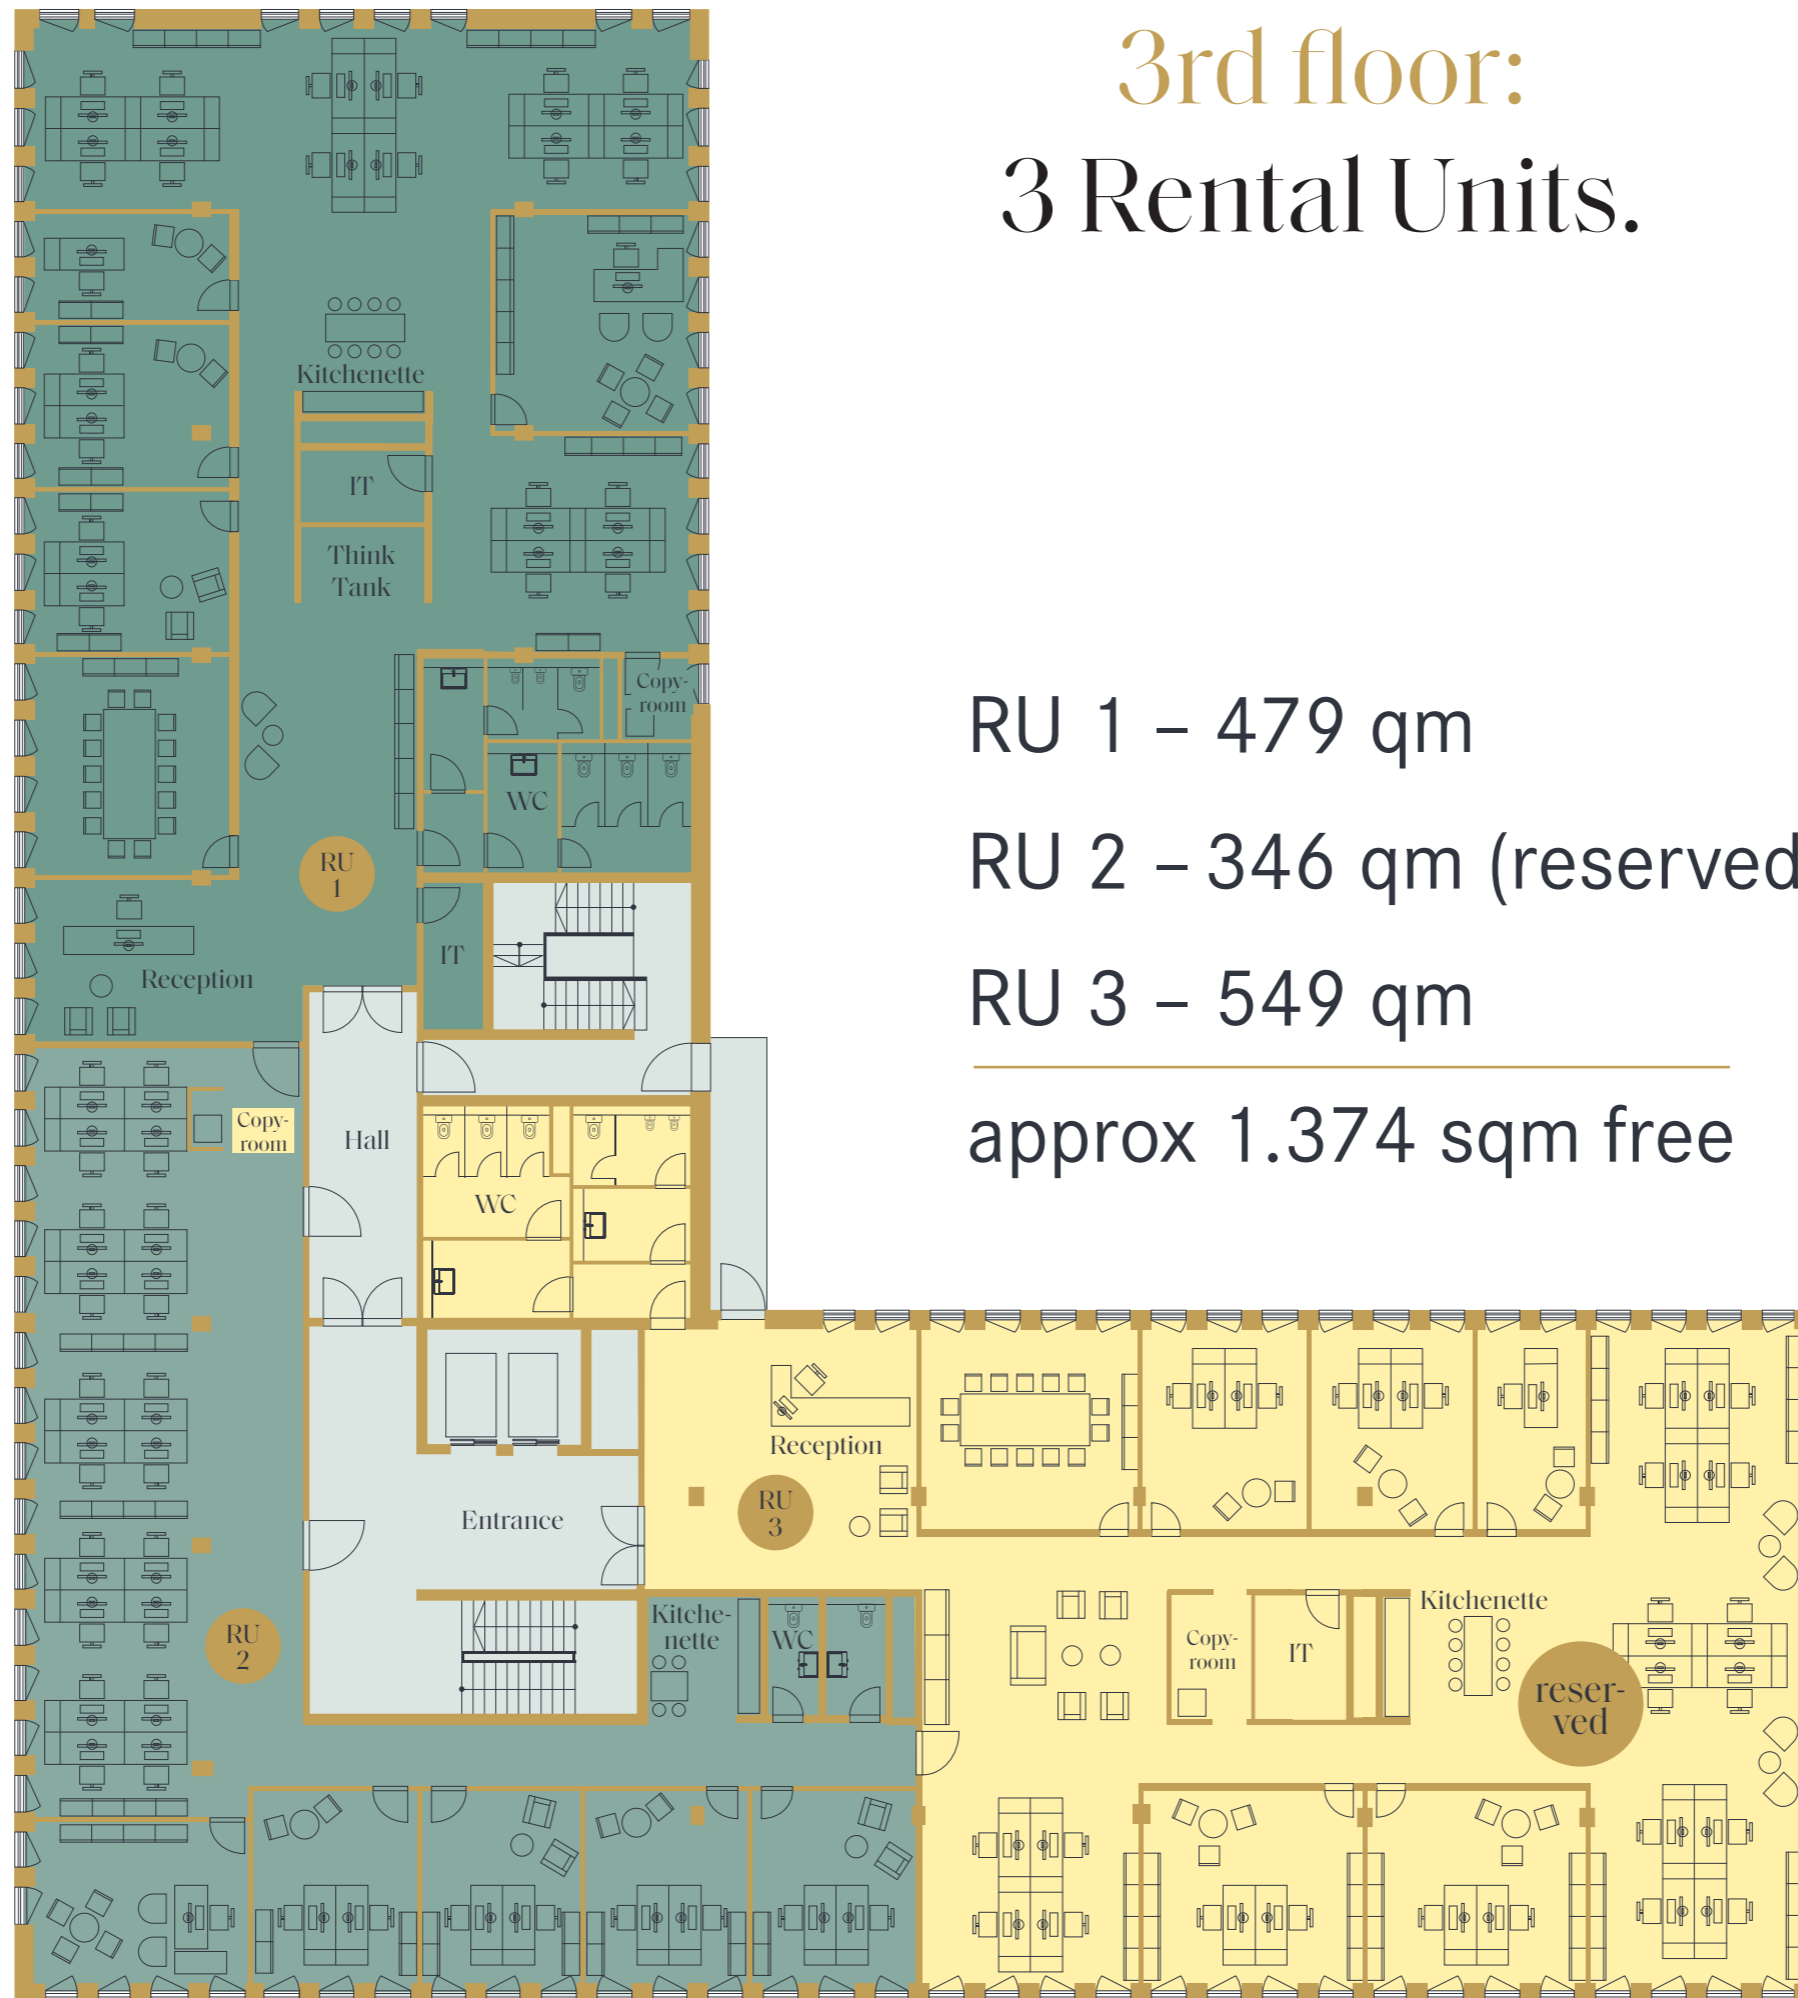 3rd floor:
3 Rental Units.
RU 1 – 479 qm
RU 2 – 346 qm (reserved
RU 3 – 549 qm
approx 1.374 sqm free
Kitchenette
IT
Think
Tank
Copy-
room
WC
RU
1
IT
Reception
Copy-
room
Hall
WC
Reception
RU
3
Entrance
Kitche-
nette
WC
RU
2
Kitchenette
Copy-
room
IT
reser-
ved